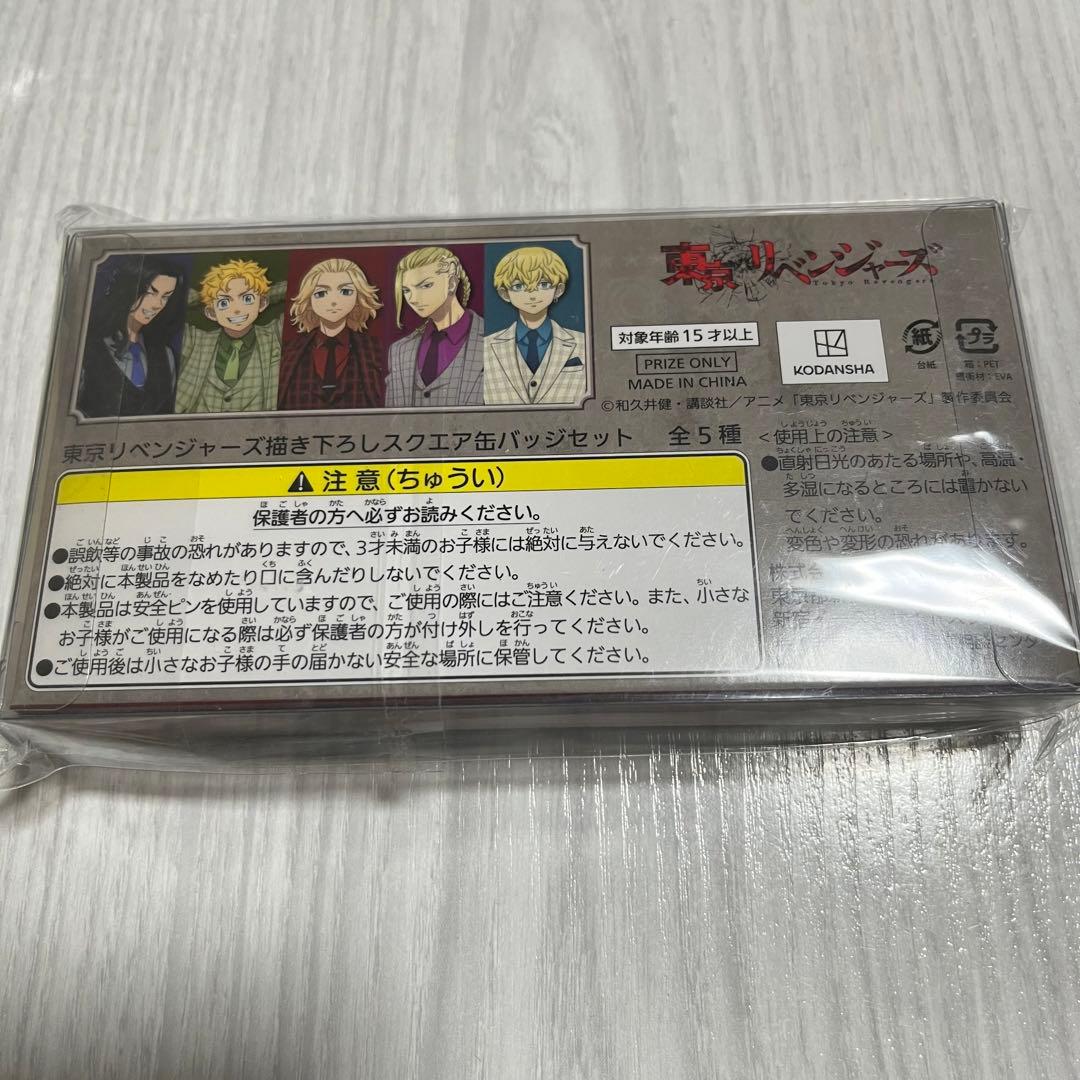 東京リベンジャーズ
Tokyo Revengers
対象年齢15才以上
PRIZE ONLY
MADE IN CHINA
KODANSHA
紙
台紙
プラ
箱:PET
緩衝材:EVA
©和久井健・講談社/アニメ「東京リベンジャーズ」製作委員会
東京リベンジャーズ描き下ろしスクエア缶バッジセット 全5種
注意(ちゅうい)
保護者の方へ必ずお読みください。
●誤飲等の事故の恐れがありますので、3才未満のお子様には絶対に与えないでください。
●絶対に本製品をなめたり口に含んだりしないでください。
●本製品は安全ピンを使用していますので、ご使用の際にはご注意ください。また、小さな
お子様がご使用になる際は必ず保護者の方が付け外しを行ってください。
●ご使用後は小さなお子様の手の届かない安全な場所に保管してください。
<使用上の注意>
●直射日光のあたる場所や、高温・
多湿になるところには置かない
でください。
変色や変形の恐れがあります。
株式会
東京都
新宿